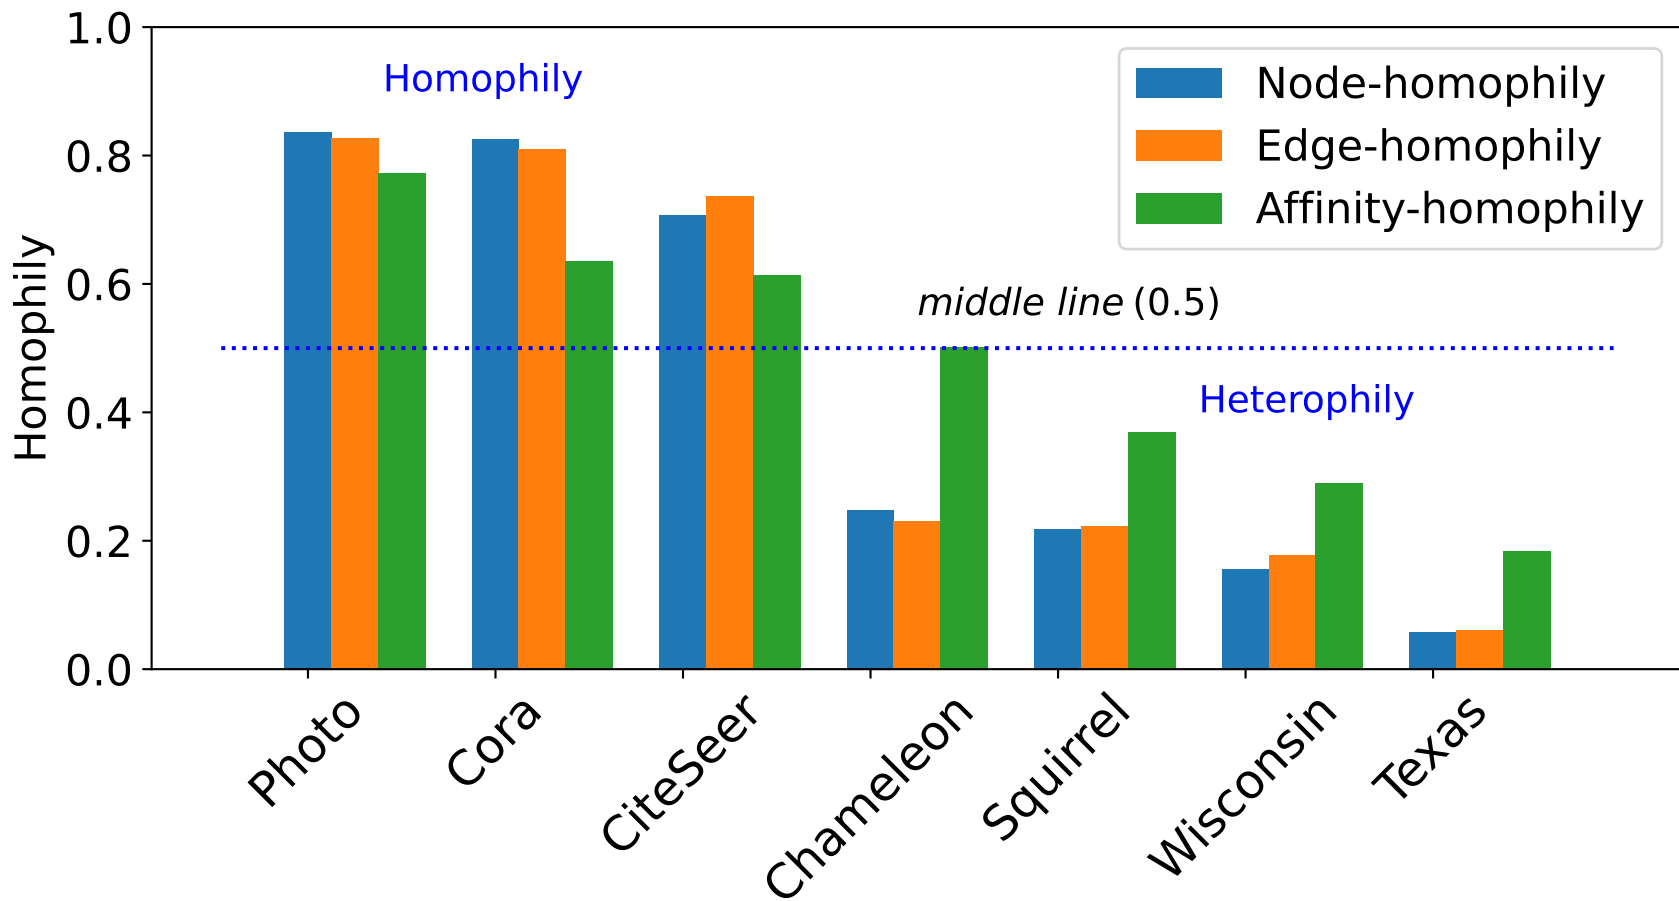 1.0
0.8
0.6
0.4
0.2
0.0
Homophily
Homophily
Node-homophily
Edge-homophily
Affinity-homophily
middle line (0.5)
Heterophily
Photo
Cora
CiteSeer
Chameleon
Squirrel
Wisconsin
Texas